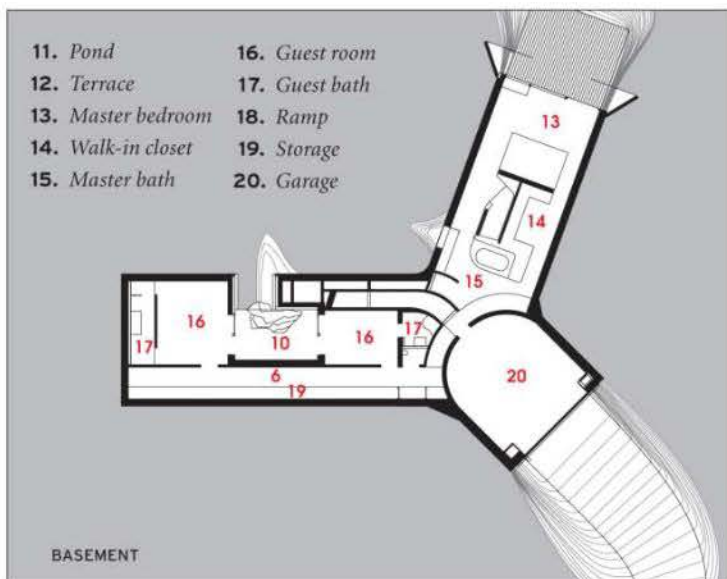 11. Pond
12. Terrace
13. Master bedroom
14. Walk-in closet
15. Master bath
16. Guest room
17. Guest bath
18. Ramp
19. Storage
20. Garage
13
14
15
16
10
16
17
17
6
19
20
BASEMENT